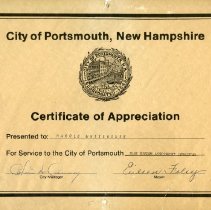 City of Portsmouth, New Hampshire
Certificate of Appreciation
Presented to:
For Service to the City of Portsmouth
City Manager
Mayor